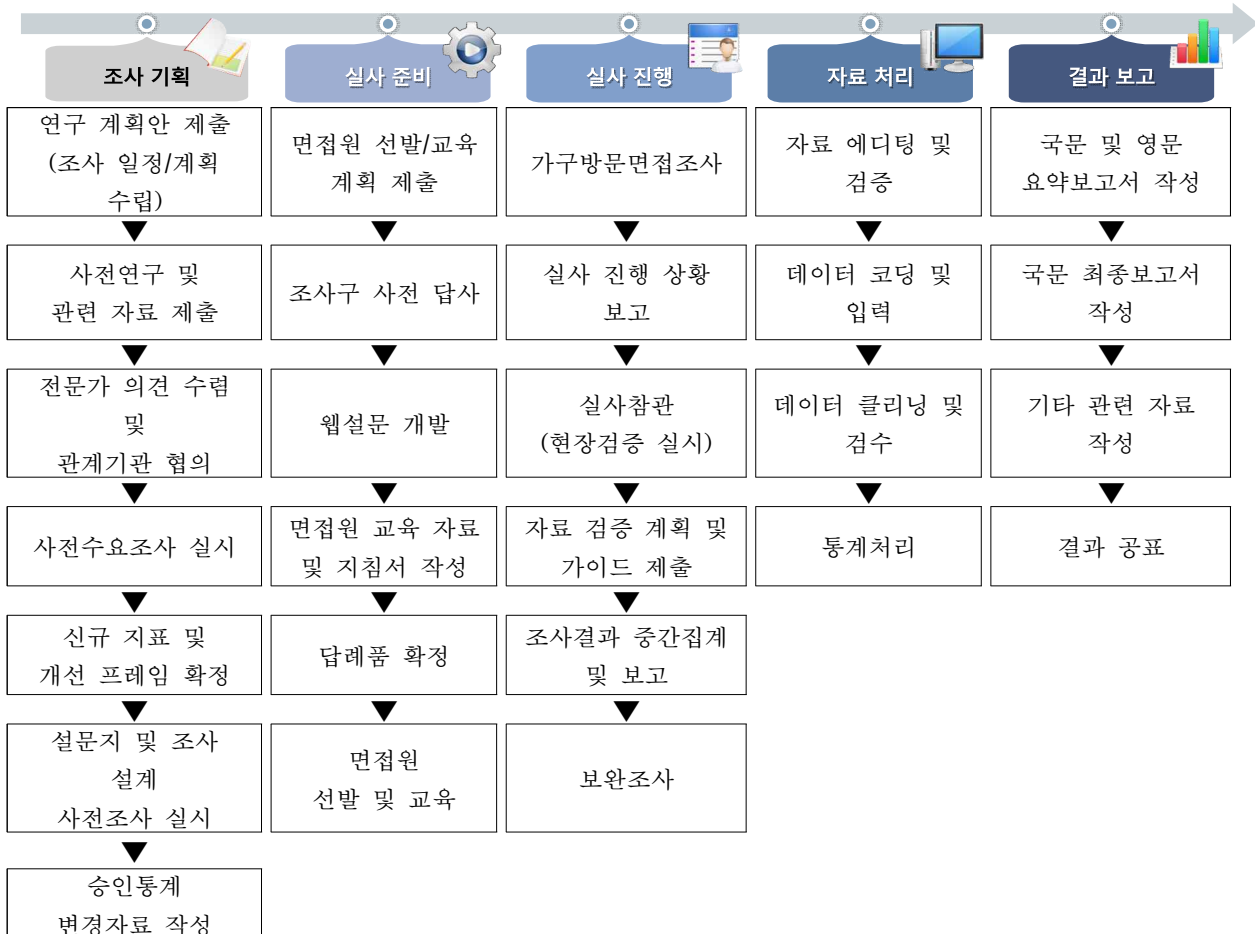 조사 기획
실사 준비
실사 진행
자료 처리
결과 보고
연구 계획안 제출
(조사 일정/계획
수립)
사전연구 및
관련 자료 제출
전문가 의견 수렴
및
관계기관 협의
사전수요조사 실시
신규 지표 및
개선 프레임 확정
설문지 및 조사
설계
사전조사 실시
승인통계
변경자료 작성
면접원 선발/교육
계획 제출
조사구 사전 답사
웹설문 개발
면접원 교육 자료
및 지침서 작성
답례품 확정
면접원
선발 및 교육
가구방문면접조사
실사 진행 상황
보고
실사참관
(현장검증 실시)
자료 검증 계획 및
가이드 제출
조사결과 중간집계
및 보고
보완조사
자료 에디팅 및
검증
데이터 코딩 및
입력
데이터 클리닝 및
검수
통계처리
국문 및 영문
요약보고서 작성
국문 최종보고서
작성
기타 관련 자료
작성
결과 공표